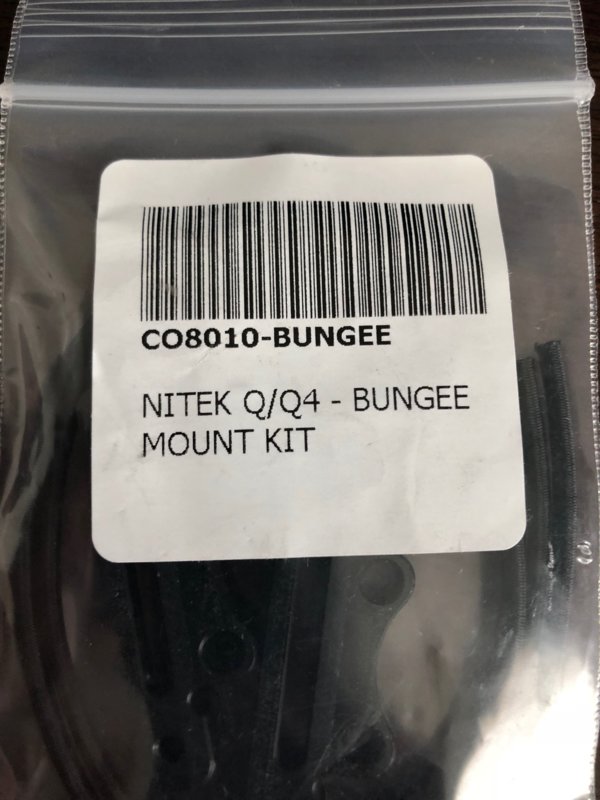 CO8010-BUNGEE
NITEK Q/Q4 - BUNGEE
MOUNT KIT